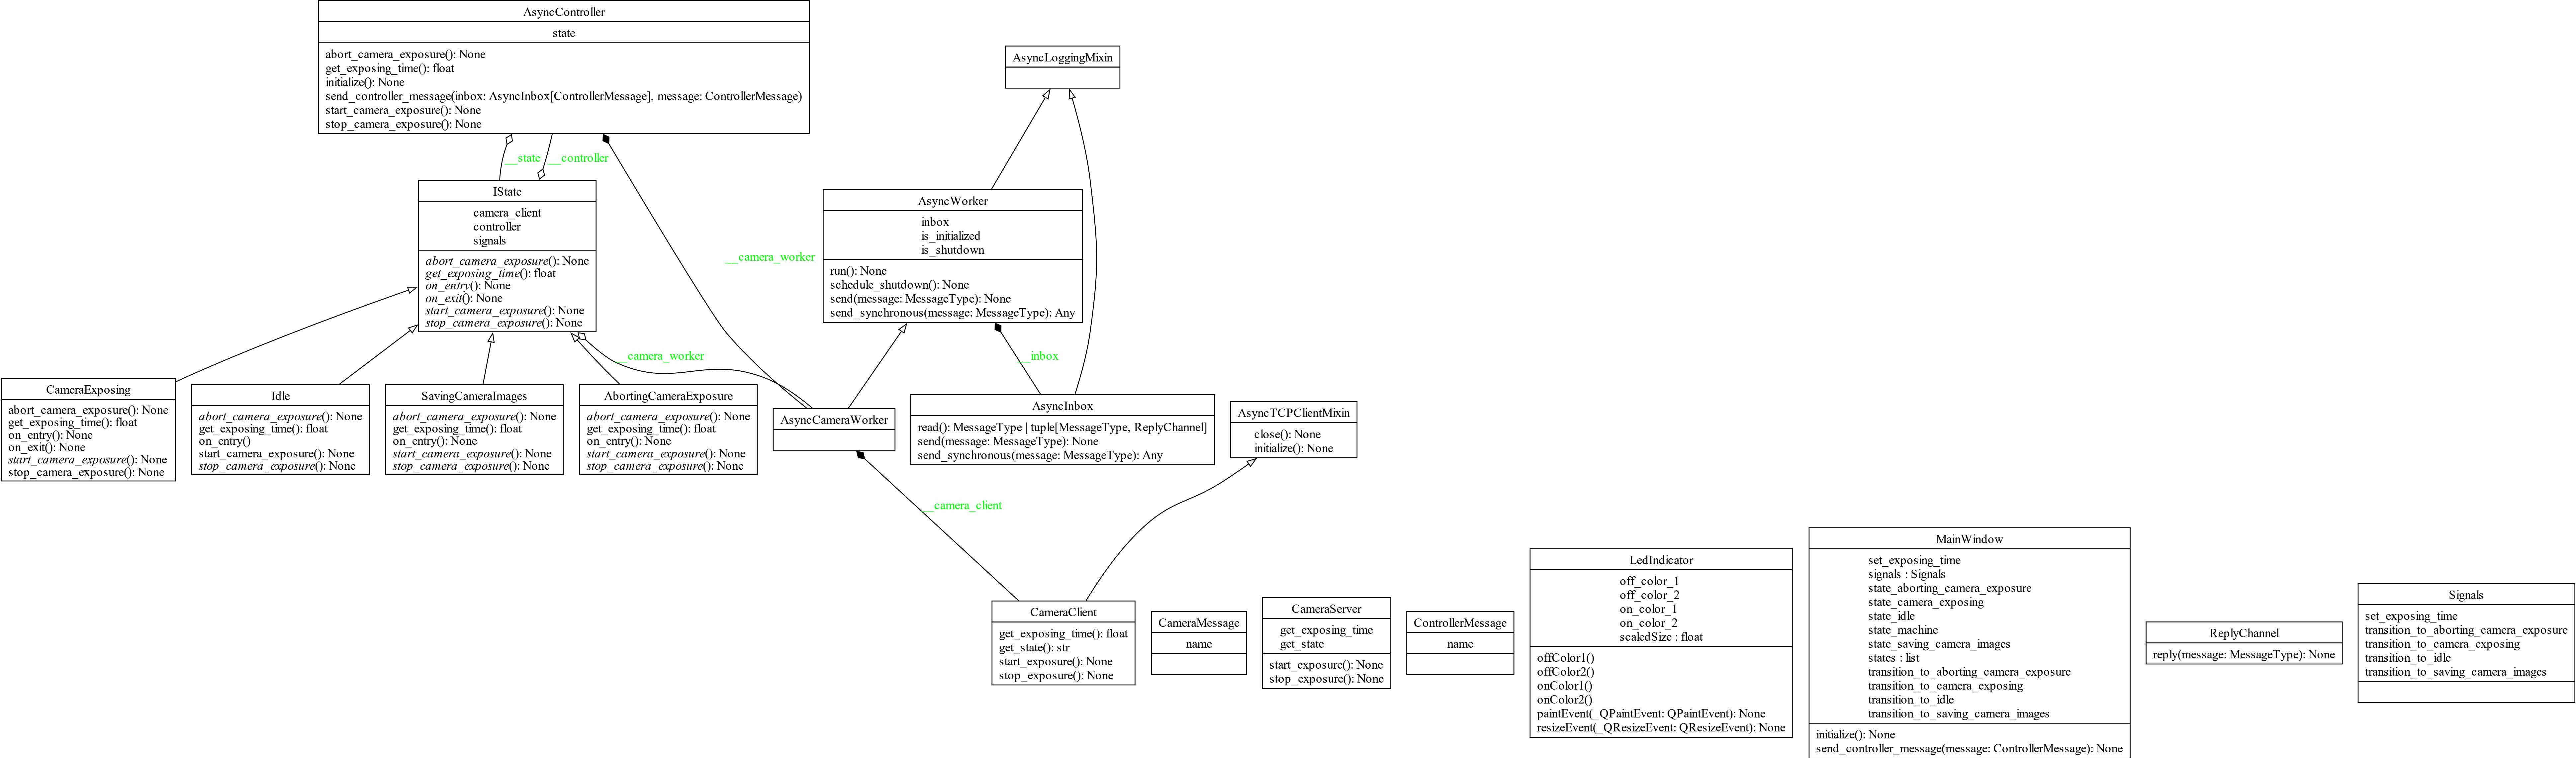 AsyncController
state
abort_camera_exposure(): None
get_exposing_time(): float
initialize(): None
send_controller_message(inbox: AsyncInbox[ControllerMessage], message: ControllerMessage)
start_camera_exposure(): None
stop_camera_exposure(): None
AsyncLoggingMixin
__state
__controller
IState
camera_client
controller
signals
abort_camera_exposure(): None
get_exposing_time(): float
on_entry(): None
on_exit(): None
start_camera_exposure(): None
stop_camera_exposure(): None
__camera_worker
AsyncWorker
inbox
is_initialized
is_shutdown
run(): None
schedule_shutdown(): None
send(message: MessageType): None
send_synchronous(message: MessageType): Any
__camera_worker
__inbox
CameraExposing
abort_camera_exposure(): None
get_exposing_time(): float
on_entry(): None
on_exit(): None
start_camera_exposure(): None
stop_camera_exposure(): None
Idle
abort_camera_exposure(): None
get_exposing_time(): float
on_entry()
start_camera_exposure(): None
stop_camera_exposure(): None
SavingCameraImages
abort_camera_exposure(): None
get_exposing_time(): float
on_entry(): None
start_camera_exposure(): None
stop_camera_exposure(): None
AbortingCameraExposure
abort_camera_exposure(): None
get_exposing_time(): float
on_entry(): None
start_camera_exposure(): None
stop_camera_exposure(): None
AsyncCameraWorker
AsyncInbox
read(): MessageType | tuple[MessageType, ReplyChannel]
send(message: MessageType): None
send_synchronous(message: MessageType): Any
AsyncTCPClientMixin
close(): None
initialize(): None
__camera_client
CameraClient
get_exposing_time(): float
get_state(): str
start_exposure(): None
stop_exposure(): None
CameraMessage
name
CameraServer
get_exposing_time
get_state
start_exposure(): None
stop_exposure(): None
ControllerMessage
name
LedIndicator
off_color_1
off_color_2
on_color_1
on_color_2
scaledSize : float
offColor1()
offColor2()
onColor1()
onColor2()
paintEvent(_QPaintEvent: QPaintEvent): None
resizeEvent(_QResizeEvent: QResizeEvent): None
MainWindow
set_exposing_time
signals : Signals
state_aborting_camera_exposure
state_camera_exposing
state_idle
state_machine
state_saving_camera_images
states : list
transition_to_aborting_camera_exposure
transition_to_camera_exposing
transition_to_idle
transition_to_saving_camera_images
initialize(): None
send_controller_message(message: ControllerMessage): None
ReplyChannel
reply(message: MessageType): None
Signals
set_exposing_time
transition_to_aborting_camera_exposure
transition_to_camera_exposing
transition_to_idle
transition_to_saving_camera_images